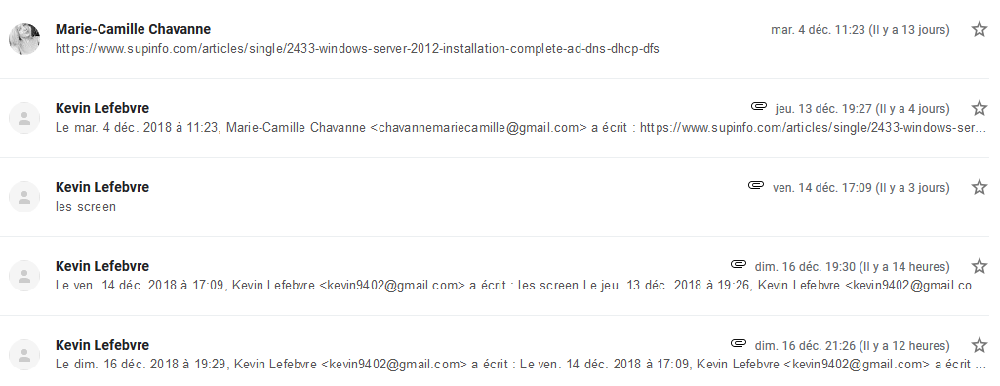 Marie-Camille Chavanne mar. 4 déc. 11:23 (Il y a 13 jours)
https://www.supinfo.com/articles/single/2433-windows-server-2012-installation-complete-ad-dns-dhcp-dfs
Kevin Lefebvre jeu. 13 déc. 19:27 (Il y a 4 jours)
Le mar. 4 déc. 2018 à 11:23, Marie-Camille Chavanne <chavannemariecamille@gmail.com> a écrit : https://www.supinfo.com/articles/single/2433-windows-ser...
Kevin Lefebvre ven. 14 déc. 17:09 (Il y a 3 jours)
les screen
Kevin Lefebvre dim. 16 déc. 19:30 (Il y a 14 heures)
Le ven. 14 déc. 2018 à 17:09, Kevin Lefebvre <kevin9402@gmail.com> a écrit : les screen Le jeu. 13 déc. 2018 à 19:26, Kevin Lefebvre <kevin9402@gmail.co...
Kevin Lefebvre dim. 16 déc. 21:26 (Il y a 12 heures)
Le dim. 16 déc. 2018 à 19:29, Kevin Lefebvre <kevin9402@gmail.com> a écrit : Le ven. 14 déc. 2018 à 17:09, Kevin Lefebvre <kevin9402@gmail.com> a écrit ...